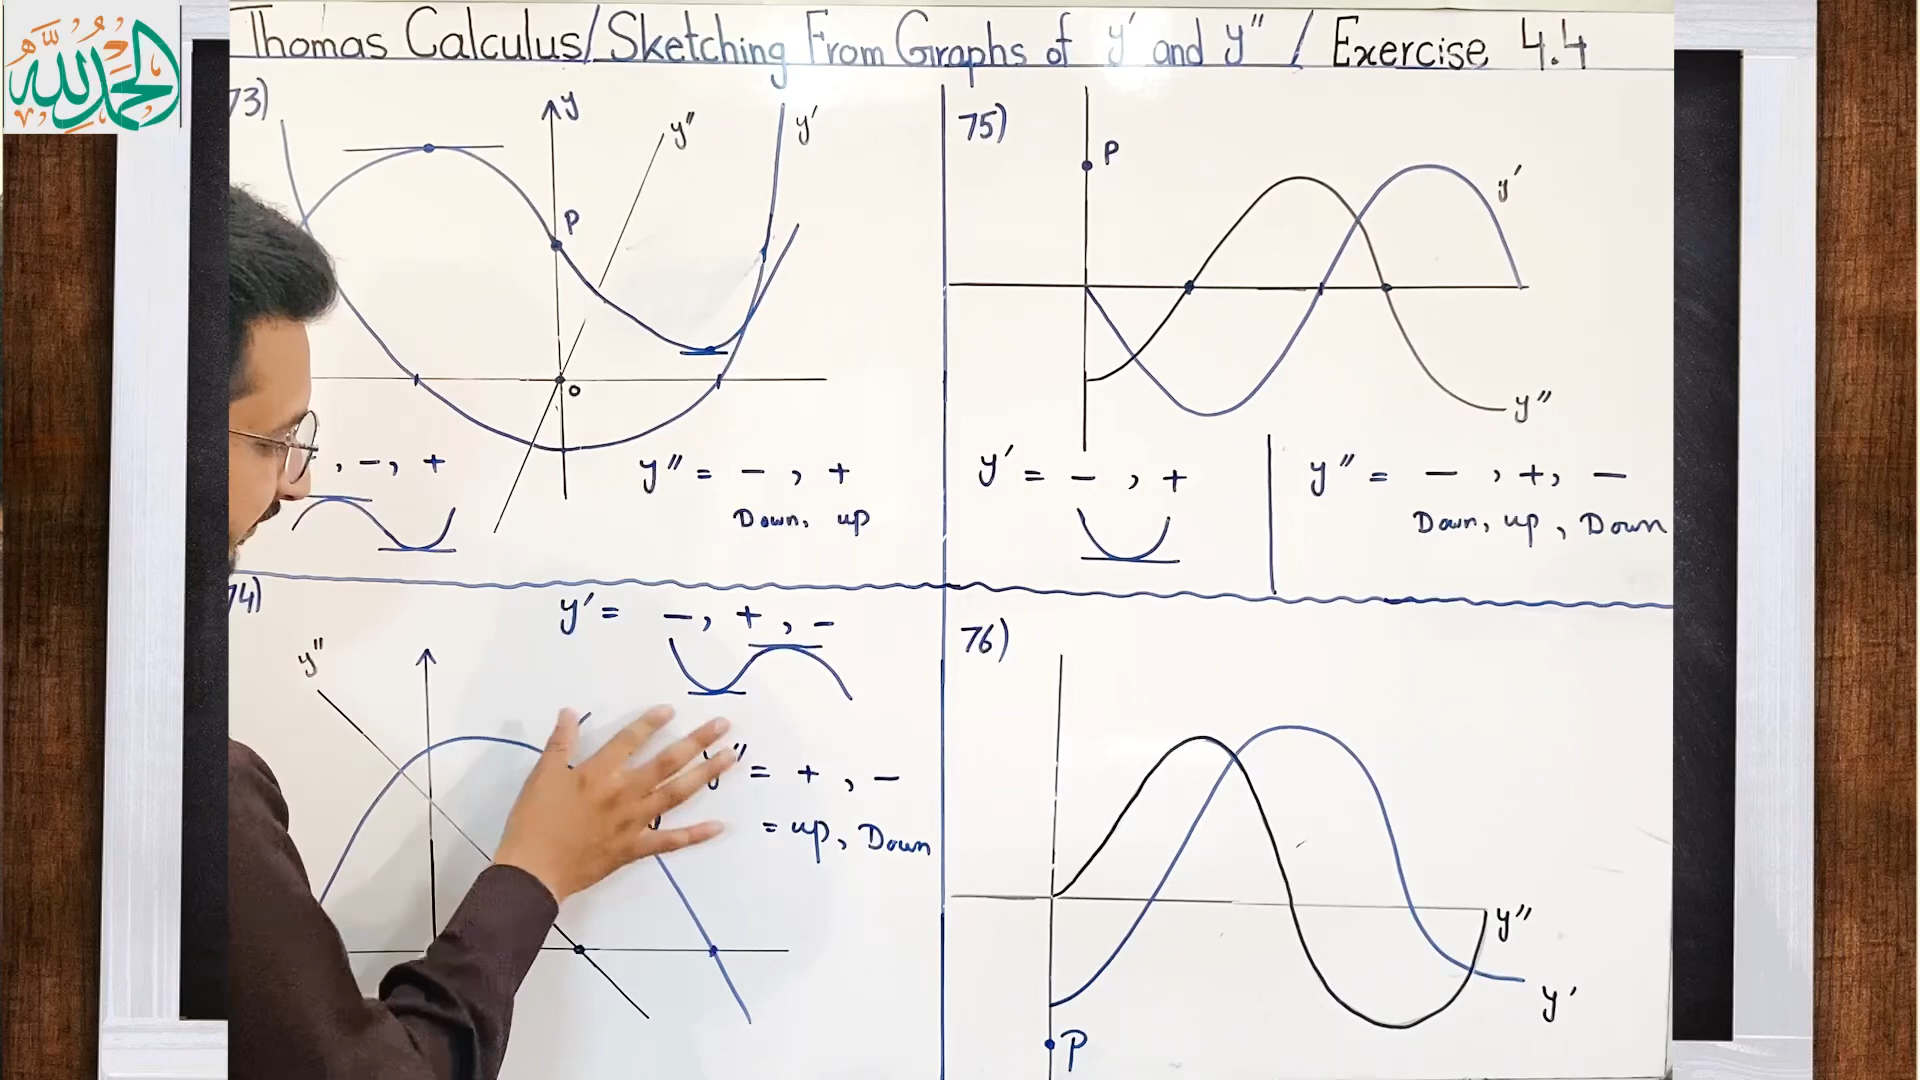 الحمد لله
Thomas Calculus/Sketching From Graphs of y' and y" / Exercise 4.4
73)
y
y"
y'
P
o
, -, +
y" = - , +
Down, up
75)
P
y'
y"
y' = - , +
y" = - , +, -
Down, up, Down
74)
y' = -, +, -
y"
y" = + , -
= up, Down
76)
y"
y'
P